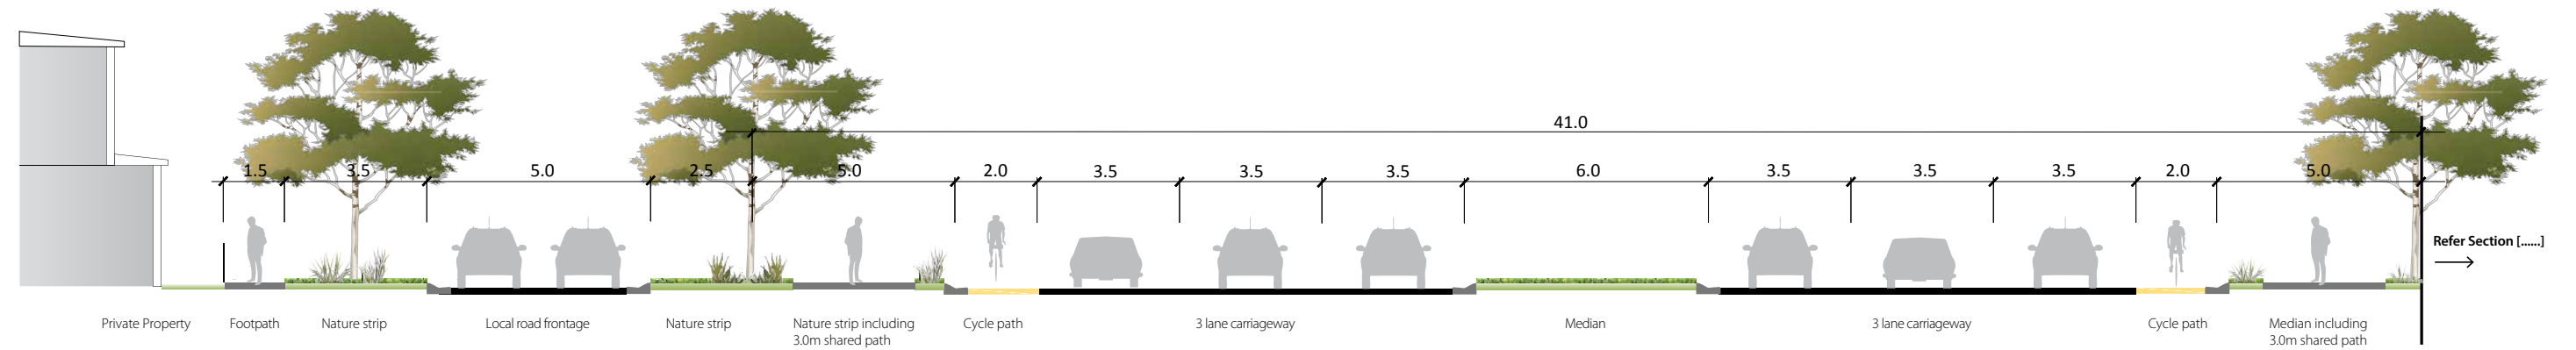 41.0
1.5 3.5 5.0 2.5 5.0 2.0 3.5 3.5 3.5 6.0 3.5 3.5 3.5 2.0 5.0
Refer Section [......]
Private Property Footpath Nature strip Local road frontage Nature strip Nature strip including Cycle path 3 lane carriageway Median 3 lane carriageway Cycle path Median including
3.0m shared path 3.0m shared path